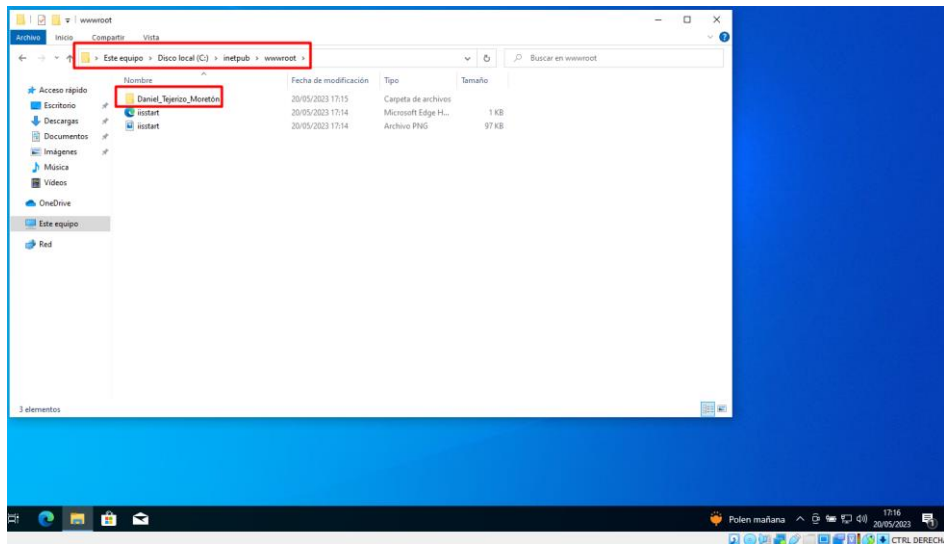 wwwroot
Archivo Inicio Compartir Vista
Este equipo > Disco local (C:) > inetpub > wwwroot >
Buscar en wwwroot
Nombre Fecha de modificación Tipo Tamaño
Daniel_Tejerizo_Moretón 20/05/2023 17:15 Carpeta de archivos
iisstart 20/05/2023 17:14 Microsoft Edge H... 1 KB
iisstart 20/05/2023 17:14 Archivo PNG 97 KB
Acceso rápido
Escritorio
Descargas
Documentos
Imágenes
Música
Vídeos
OneDrive
Este equipo
Red
3 elementos
Polen mañana
17:16
20/05/2023
CTRL DERECHA